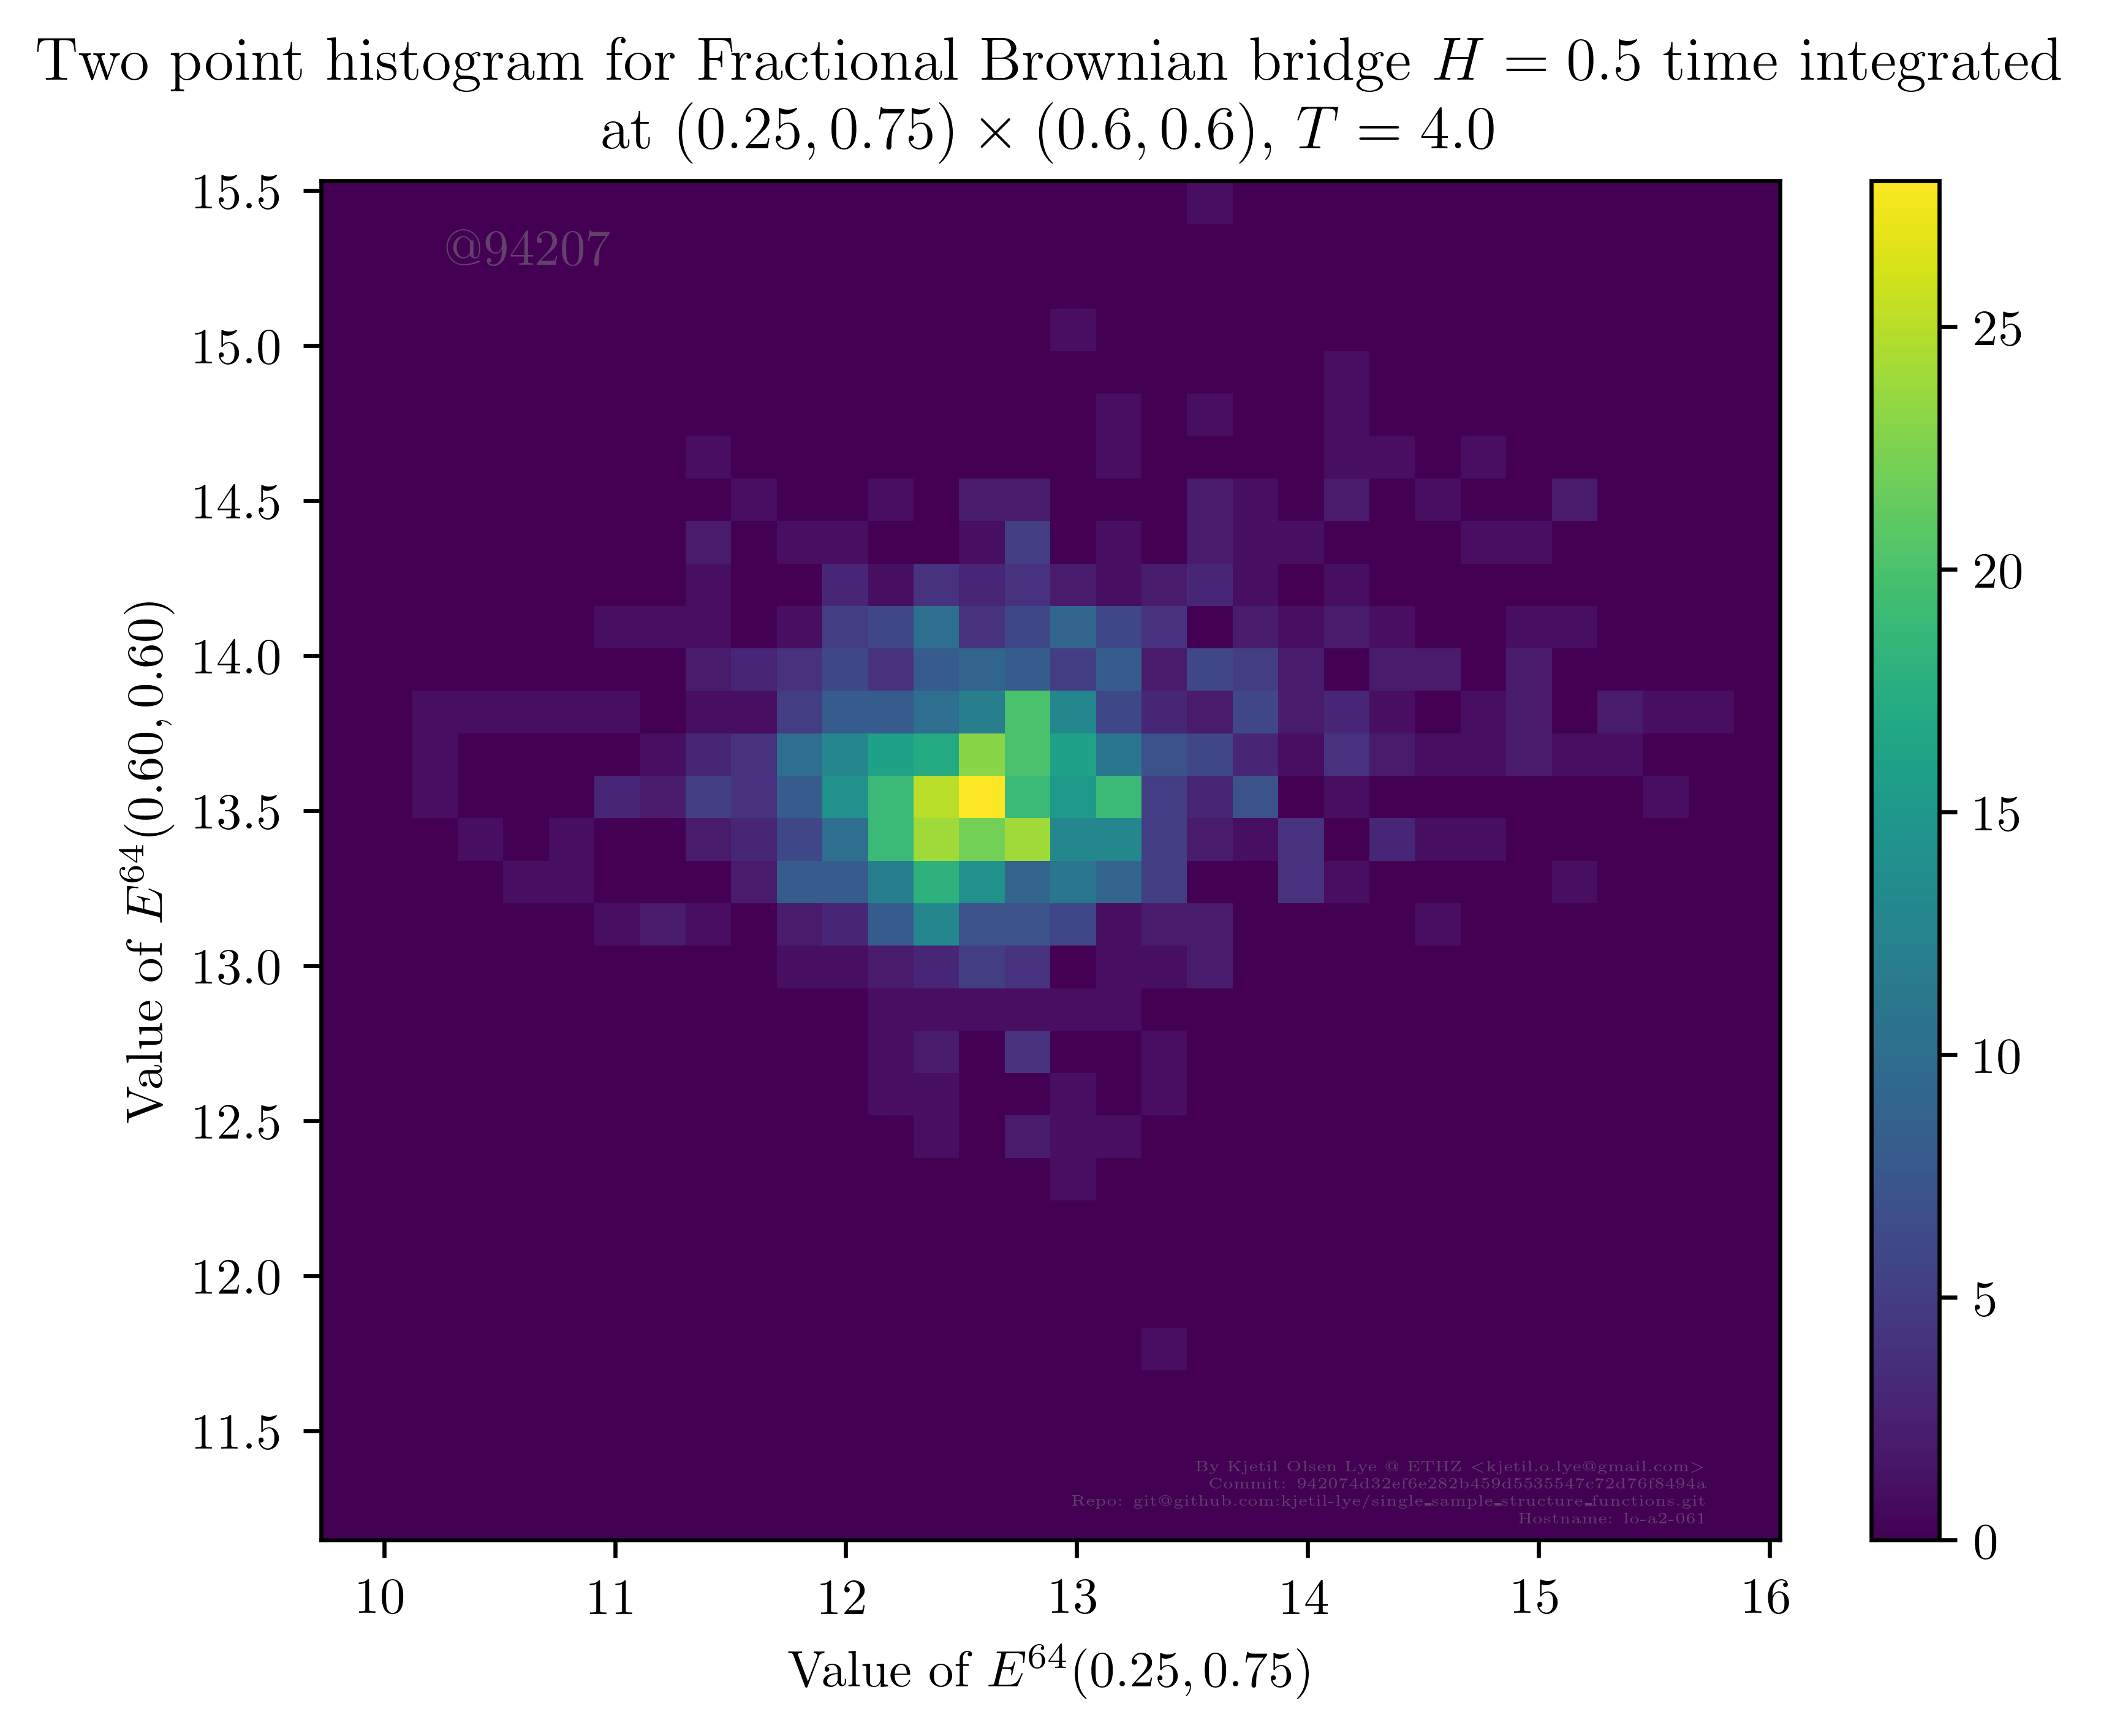 Two point histogram for Fractional Brownian bridge H = 0.5 time integrated
at (0.25, 0.75) × (0.6, 0.6), T = 4.0
@94207
15.5
15.0
14.5
14.0
13.5
13.0
12.5
12.0
11.5
Value of E^64(0.60, 0.60)
10 11 12 13 14 15 16
Value of E^64(0.25, 0.75)
25
20
15
10
5
0
By Kjetil Olsen Lye @ ETHZ <kjetil.o.lye@gmail.com>
Commit: 942074d32ef6e282b459d5535547c72d76f8494a
Repo: git@github.com:kjetil-lye/single_sample_structure_functions.git
Hostname: lo-a2-061